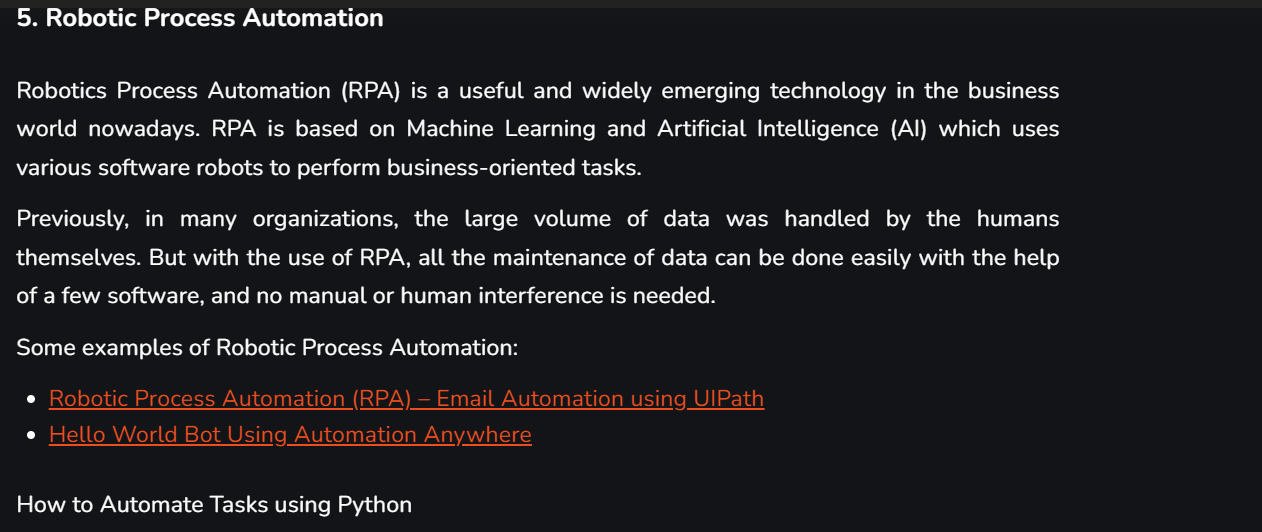 5. Robotic Process Automation
Robotics Process Automation (RPA) is a useful and widely emerging technology in the business
world nowadays. RPA is based on Machine Learning and Artificial Intelligence (AI) which uses
various software robots to perform business-oriented tasks.
Previously, in many organizations, the large volume of data was handled by the humans
themselves. But with the use of RPA, all the maintenance of data can be done easily with the help
of a few software, and no manual or human interference is needed.
Some examples of Robotic Process Automation:
• Robotic Process Automation (RPA) – Email Automation using UIPath
• Hello World Bot Using Automation Anywhere
How to Automate Tasks using Python